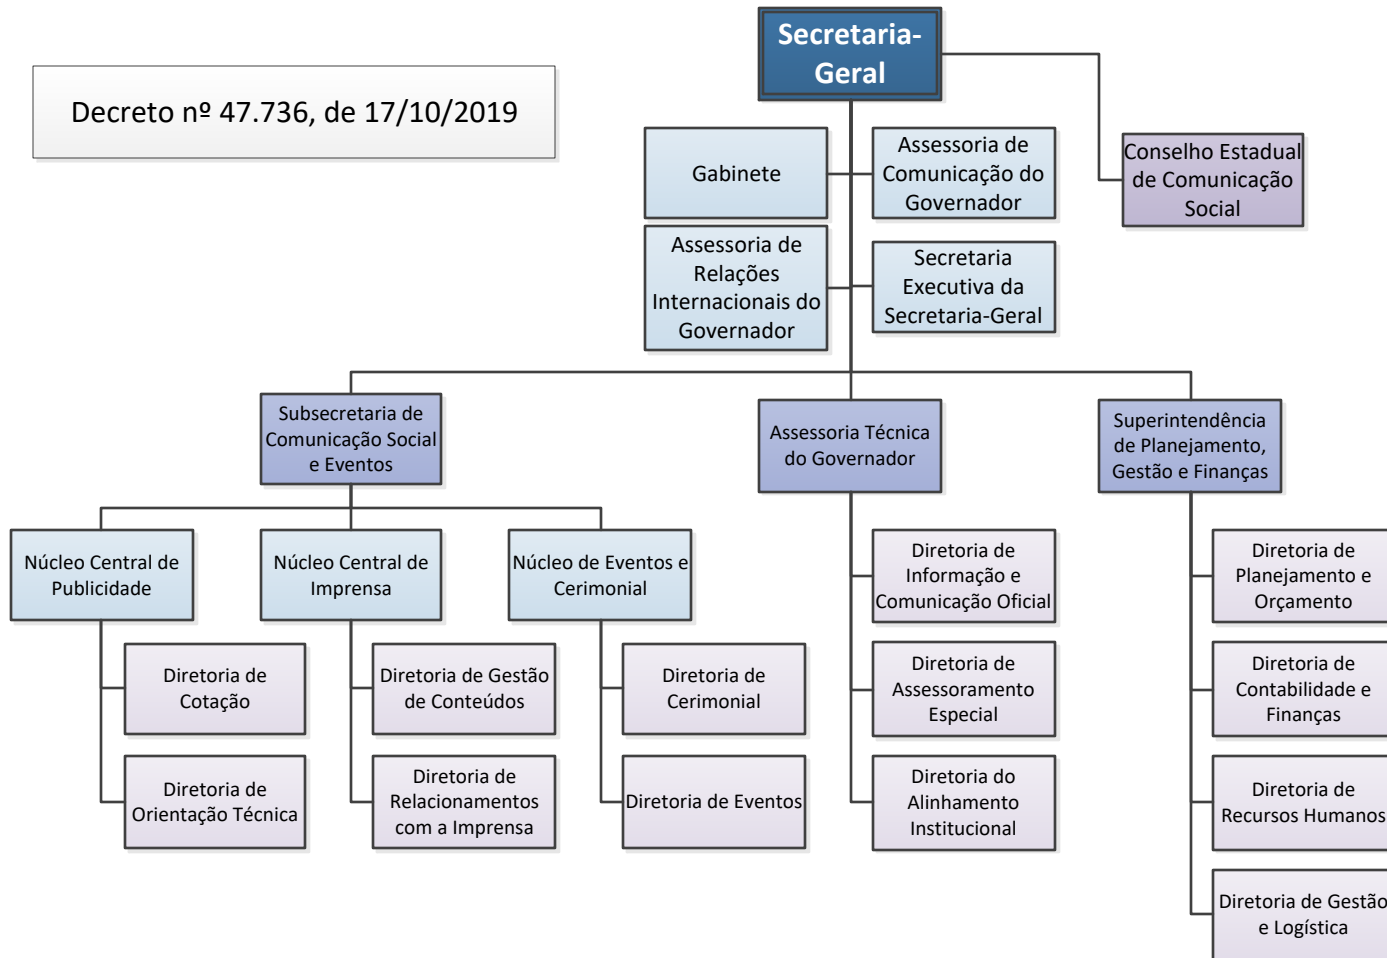 Secretaria-
Geral
Decreto nº 47.736, de 17/10/2019
Gabinete
Assessoria de
Comunicação do
Governador
Conselho Estadual
de Comunicação
Social
Assessoria de
Relações
Internacionais do
Governador
Secretaria
Executiva da
Secretaria-Geral
Subsecretaria de
Comunicação Social
e Eventos
Assessoria Técnica
do Governador
Superintendência
de Planejamento,
Gestão e Finanças
Núcleo Central de
Publicidade
Núcleo Central de
Imprensa
Núcleo de Eventos e
Cerimonial
Diretoria de
Informação e
Comunicação Oficial
Diretoria de
Planejamento e
Orçamento
Diretoria de
Cotação
Diretoria de Gestão
de Conteúdos
Diretoria de
Cerimonial
Diretoria de
Assessoramento
Especial
Diretoria de
Contabilidade e
Finanças
Diretoria de
Orientação Técnica
Diretoria de
Relacionamentos
com a Imprensa
Diretoria de Eventos
Diretoria do
Alinhamento
Institucional
Diretoria de
Recursos Humanos
Diretoria de Gestão
e Logística